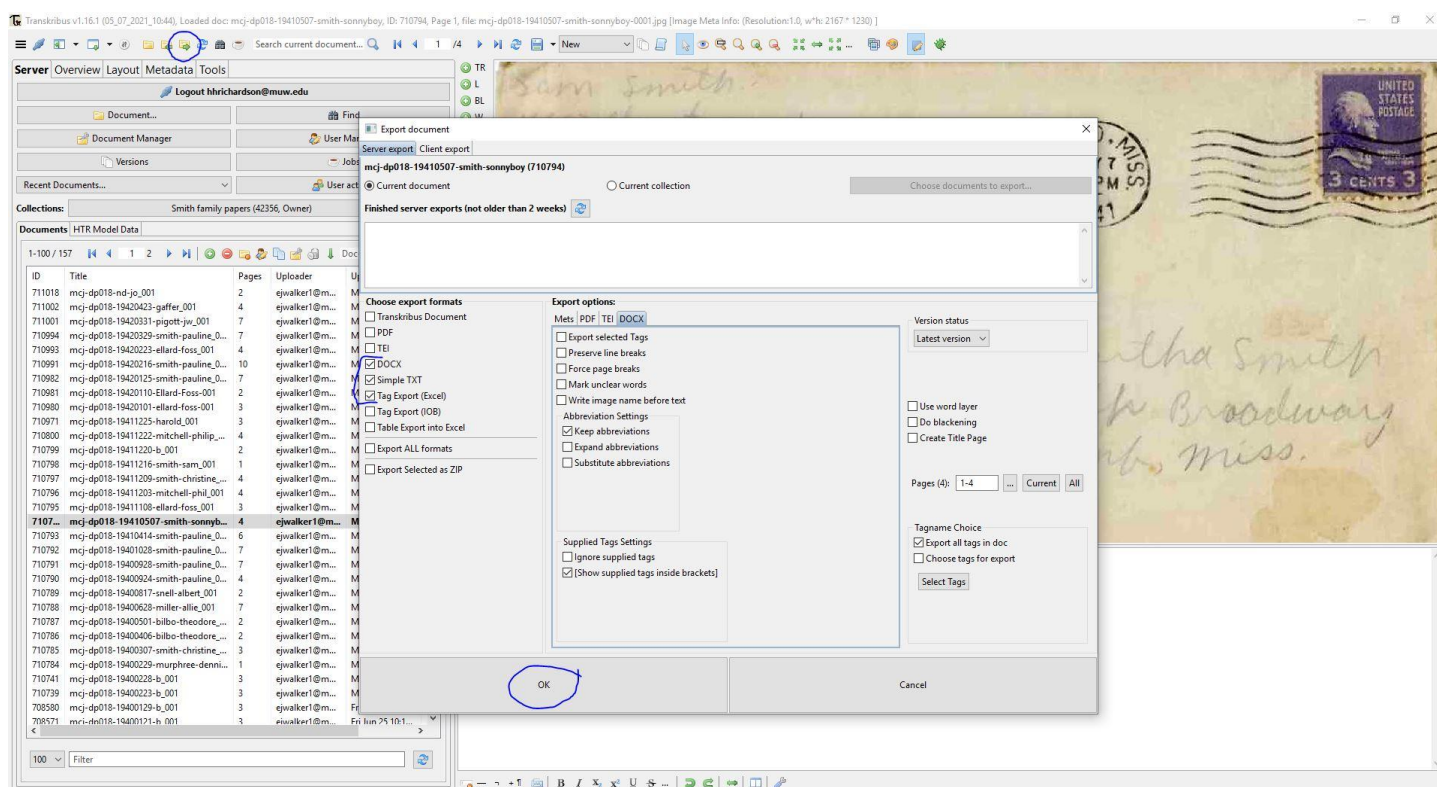 Transkribus v1.16.1 (05_07_2021_10:44), Loaded doc: mcj-dp018-19410507-smith-sonnyboy, ID: 710794, Page 1, file: mcj-dp018-19410507-smith-sonnyboy-0001.jpg [Image Meta Info: (Resolution:1.0, w*h: 2167 * 1230) ]
Search current document... 1 /4 New
Server Overview Layout Metadata Tools
Logout hhrichardson@muw.edu
Document... Find
Document Manager User Mar
Versions Jobs
Recent Documents... User act
Collections: Smith family papers (42356, Owner)
Documents HTR Model Data
1-100 / 157 1 2 Doc
ID Title Pages Uploader Up
711018 mcj-dp018-nd-jo_001 2 ejwalker1@m... M
711002 mcj-dp018-19420423-gaffer_001 4 ejwalker1@m... M
711001 mcj-dp018-19420331-pigott-jw_001 7 ejwalker1@m... M
710994 mcj-dp018-19420329-smith-pauline_0... 7 ejwalker1@m... M
710993 mcj-dp018-19420223-ellard-foss_001 4 ejwalker1@m... M
710991 mcj-dp018-19420216-smith-pauline_0... 10 ejwalker1@m... M
710982 mcj-dp018-19420125-smith-pauline_0... 7 ejwalker1@m... M
710981 mcj-dp018-19420110-Ellard-Foss-001 2 ejwalker1@m... M
710980 mcj-dp018-19420101-ellard-foss-001 3 ejwalker1@m... M
710971 mcj-dp018-19411225-harold_001 3 ejwalker1@m... M
710800 mcj-dp018-19411222-mitchell-philip_... 4 ejwalker1@m... M
710799 mcj-dp018-19411220-b_001 2 ejwalker1@m... M
710798 mcj-dp018-19411216-smith-sam_001 1 ejwalker1@m... M
710797 mcj-dp018-19411209-smith-christine_... 4 ejwalker1@m... M
710796 mcj-dp018-19411203-mitchell-phil_001 4 ejwalker1@m... M
710795 mcj-dp018-19411108-ellard-foss_001 3 ejwalker1@m... M
7107... mcj-dp018-19410507-smith-sonnyb... 4 ejwalker1@m... M
710793 mcj-dp018-19410414-smith-pauline_0... 6 ejwalker1@m... M
710792 mcj-dp018-19401028-smith-pauline_0... 7 ejwalker1@m... M
710791 mcj-dp018-19400928-smith-pauline_0... 7 ejwalker1@m... M
710790 mcj-dp018-19400924-smith-pauline_0... 4 ejwalker1@m... M
710789 mcj-dp018-19400817-snell-albert_001 2 ejwalker1@m... M
710788 mcj-dp018-19400628-miller-allie_001 7 ejwalker1@m... M
710787 mcj-dp018-19400501-bilbo-theodore_... 2 ejwalker1@m... M
710786 mcj-dp018-19400406-bilbo-theodore_... 2 ejwalker1@m... M
710785 mcj-dp018-19400307-smith-christine_... 3 ejwalker1@m... M
710784 mcj-dp018-19400229-murphree-denni... 1 ejwalker1@m... M
710741 mcj-dp018-19400228-b_001 3 ejwalker1@m... M
710739 mcj-dp018-19400223-b_001 3 ejwalker1@m... M
708580 mcj-dp018-19400129-b_001 3 ejwalker1@m... Fr
708571 mcj-dp018-19400121-b_001 3 ejwalker1@m... Fri Jun 25 10:1...
100 Filter
TR
L
BL
W
Export document
Server export Client export
mcj-dp018-19410507-smith-sonnyboy (710794)
Current document Current collection Choose documents to export...
Finished server exports (not older than 2 weeks)
Choose export formats
Transkribus Document
PDF
TEI
DOCX
Simple TXT
Tag Export (Excel)
Tag Export (IOB)
Table Export into Excel
Export ALL formats
Export Selected as ZIP
Export options:
Mets PDF TEI DOCX
Export selected Tags
Preserve line breaks
Force page breaks
Mark unclear words
Write image name before text
Abbreviation Settings
Keep abbreviations
Expand abbreviations
Substitute abbreviations
Supplied Tags Settings
Ignore supplied tags
[Show supplied tags inside brackets]
Version status
Latest version
Use word layer
Do blackening
Create Title Page
Pages (4): 1-4 ... Current All
Tagname Choice
Export all tags in doc
Choose tags for export
Select Tags
OK Cancel
Sam Smith
UNITED
STATES
POSTAGE
3 CENTS 3
MISS
7
PM
41
tha Smith
Broadway
Miss.
B I X₂ X² U S ...